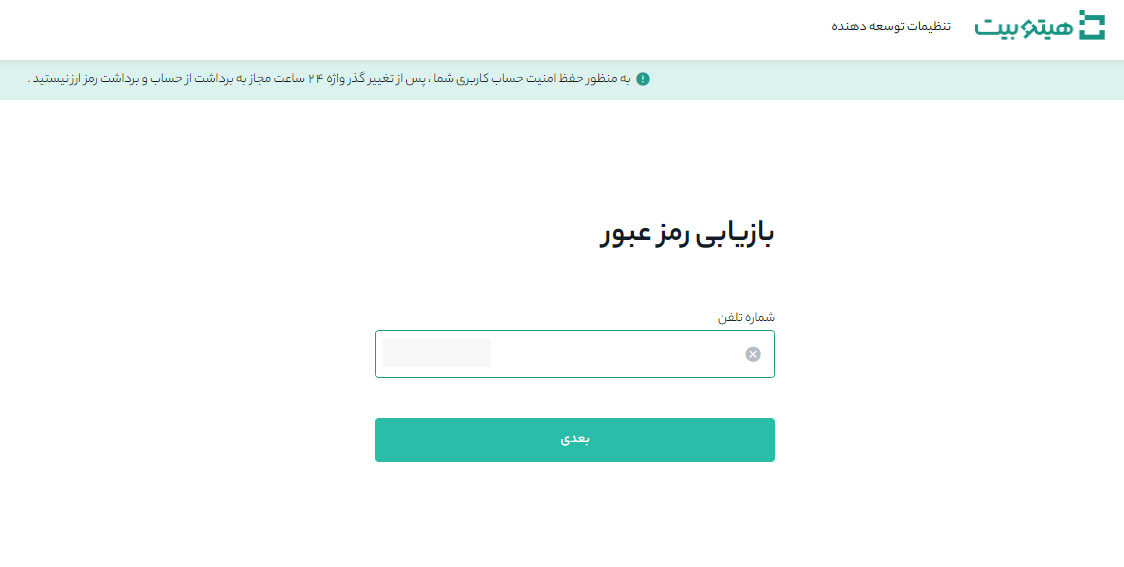 هیتوبیت
تنظیمات توسعه دهنده
به منظور حفظ امنیت حساب کاربری شما ، پس از تغییر گذر واژه ۲۴ ساعت مجاز به برداشت از حساب و برداشت رمز ارز نیستید .
بازیابی رمز عبور
شماره تلفن
بعدی